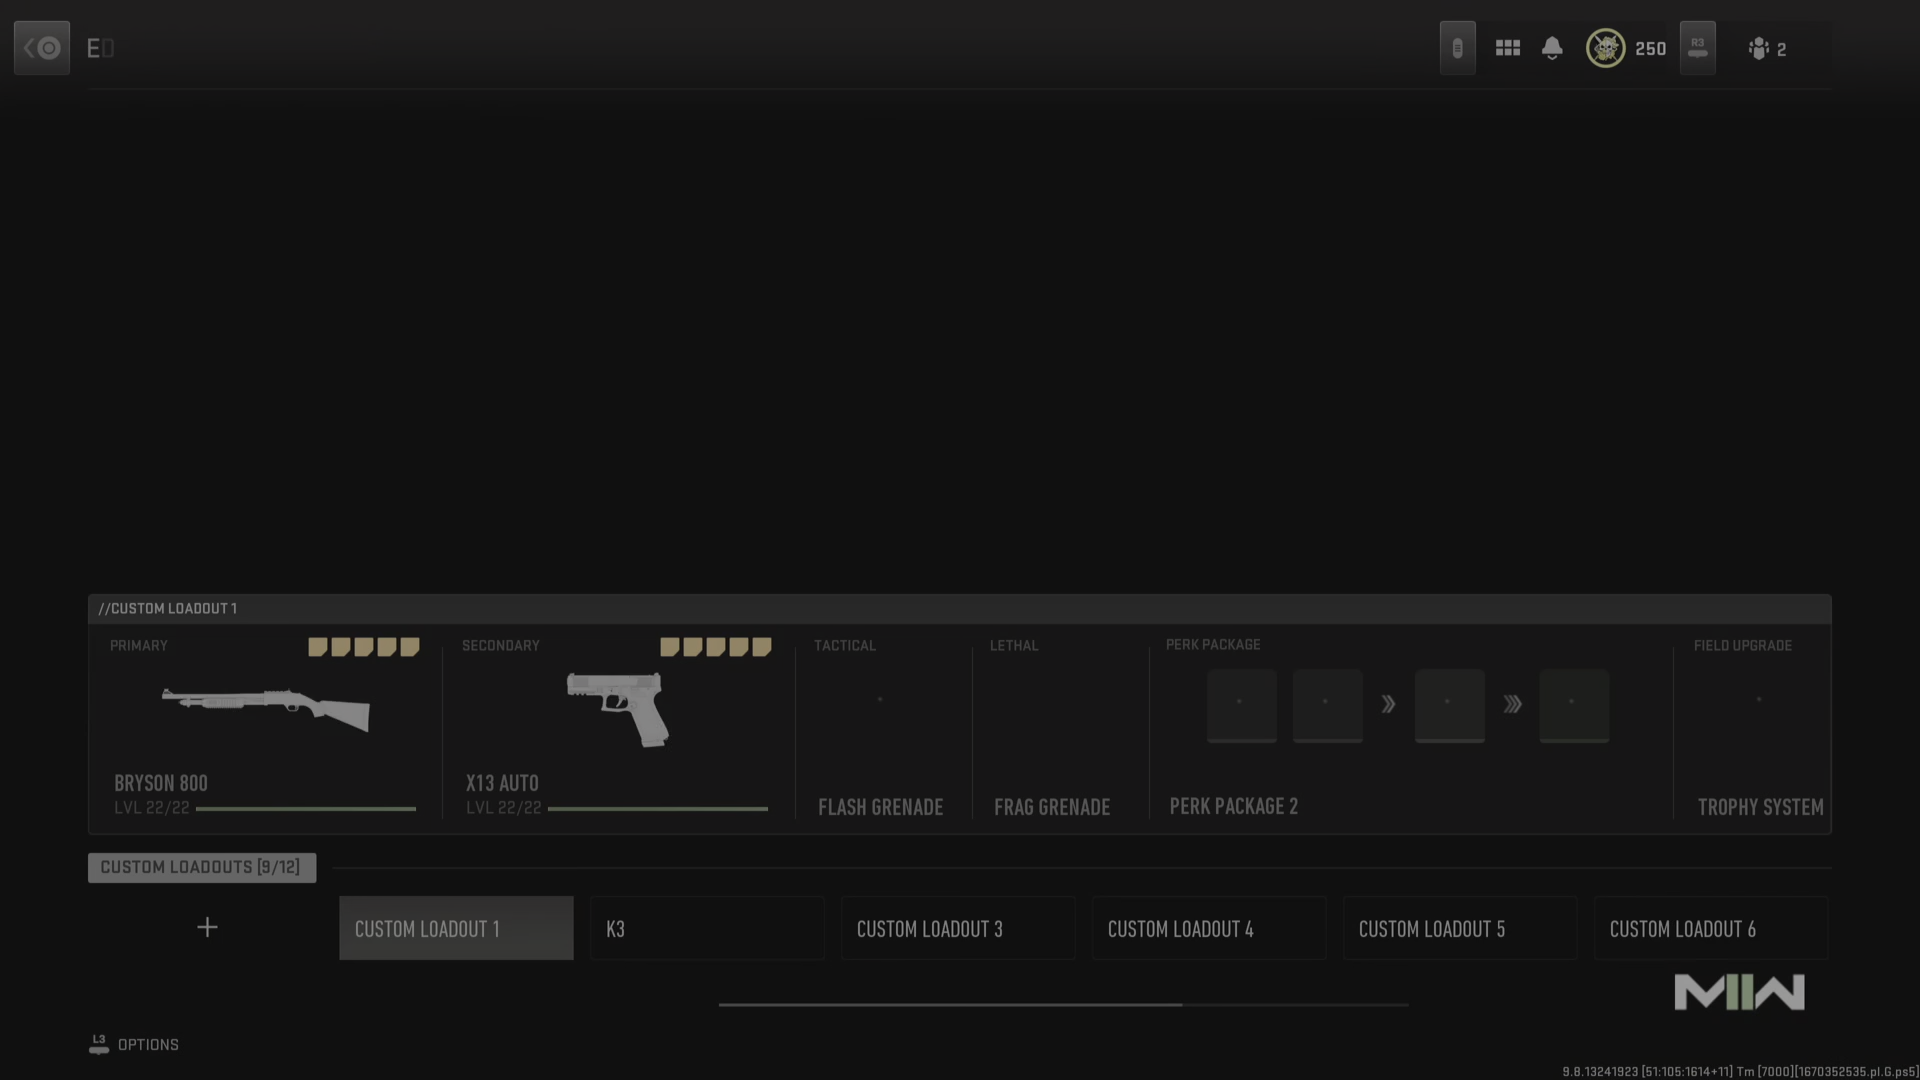 ED
250
R3
2
//CUSTOM LOADOUT 1
PRIMARY
SECONDARY
TACTICAL
LETHAL
PERK PACKAGE
FIELD UPGRADE
BRYSON 800
LVL 22/22
X13 AUTO
LVL 22/22
FLASH GRENADE
FRAG GRENADE
PERK PACKAGE 2
TROPHY SYSTEM
CUSTOM LOADOUTS [9/12]
CUSTOM LOADOUT 1
K3
CUSTOM LOADOUT 3
CUSTOM LOADOUT 4
CUSTOM LOADOUT 5
CUSTOM LOADOUT 6
MIIW
L3
OPTIONS
9.8.13241923 [51:105:1614+11] Tm [7000][1670352535.pl.G.ps5]